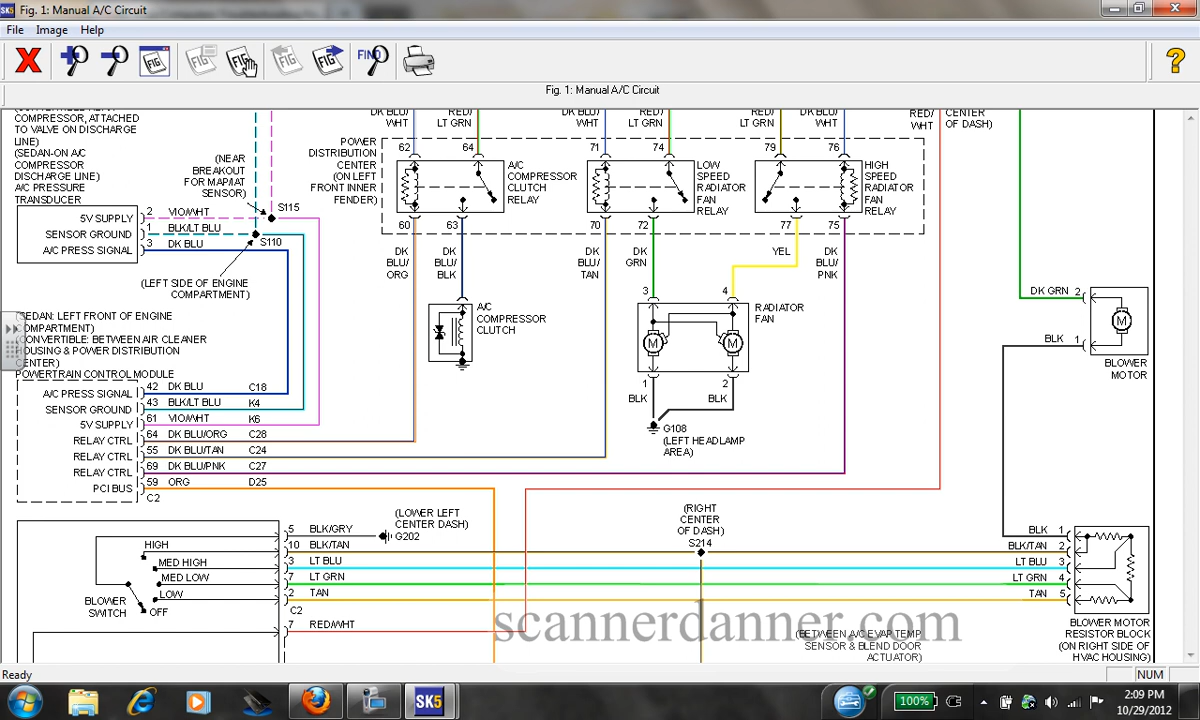 SK5 Fig. 1: Manual A/C Circuit
File Image Help
FIG FIG FIG FIG FIG FIND
?
Fig. 1: Manual A/C Circuit
COMPRESSOR, ATTACHED
TO VALVE ON DISCHARGE
LINE)
(SEDAN-ON A/C
COMPRESSOR
DISCHARGE LINE)
A/C PRESSURE
TRANSDUCER
5V SUPPLY 2 VIO/WHT
SENSOR GROUND 1 BLK/LT BLU
A/C PRESS SIGNAL 3 DK BLU
(NEAR
BREAKOUT
FOR MAP/IAT
SENSOR)
S115
S110
(LEFT SIDE OF ENGINE
COMPARTMENT)
POWER
DISTRIBUTION
CENTER
(ON LEFT
FRONT INNER
FENDER)
DK BLU/
WHT
RED/
LT GRN
DK BLU/
WHT
RED/
LT GRN
RED/
LT GRN
DK BLU/
WHT
RED/
WHT
CENTER
OF DASH)
62 64 71 74 79 76
A/C
COMPRESSOR
CLUTCH
RELAY
LOW
SPEED
RADIATOR
FAN
RELAY
HIGH
SPEED
RADIATOR
FAN
RELAY
60 63 70 72 77 75
DK
BLU/
ORG
DK
BLU/
BLK
DK
BLU/
TAN
DK
GRN
YEL
DK
BLU/
PNK
A/C
COMPRESSOR
CLUTCH
3 4
RADIATOR
FAN
M M
1 2
BLK BLK
G108
(LEFT HEADLAMP
AREA)
DK GRN 2
M
BLK 1
BLOWER
MOTOR
(SEDAN: LEFT FRONT OF ENGINE
COMPARTMENT)
(CONVERTIBLE: BETWEEN AIR CLEANER
HOUSING & POWER DISTRIBUTION
CENTER)
POWERTRAIN CONTROL MODULE
A/C PRESS SIGNAL 42 DK BLU C18
SENSOR GROUND 43 BLK/LT BLU K4
5V SUPPLY 61 VIO/WHT K6
RELAY CTRL 64 DK BLU/ORG C28
RELAY CTRL 55 DK BLU/TAN C24
RELAY CTRL 69 DK BLU/PNK C27
PCI BUS 59 ORG D25
C2
(LOWER LEFT
CENTER DASH)
G202
(RIGHT
CENTER
OF DASH)
S214
5 BLK/GRY
HIGH 10 BLK/TAN
MED HIGH 3 LT BLU
MED LOW 7 LT GRN
LOW 2 TAN
BLOWER
SWITCH
OFF
C2
7 RED/WHT
BLK 1
BLK/TAN 2
LT BLU 3
LT GRN 4
TAN 5
BLOWER MOTOR
RESISTOR BLOCK
(ON RIGHT SIDE OF
HVAC HOUSING)
(BETWEEN A/C EVAP TEMP
SENSOR & BLEND DOOR
ACTUATOR)
scannerdanner.com
Ready
NUM
SK5
100%
2:09 PM
10/29/2012